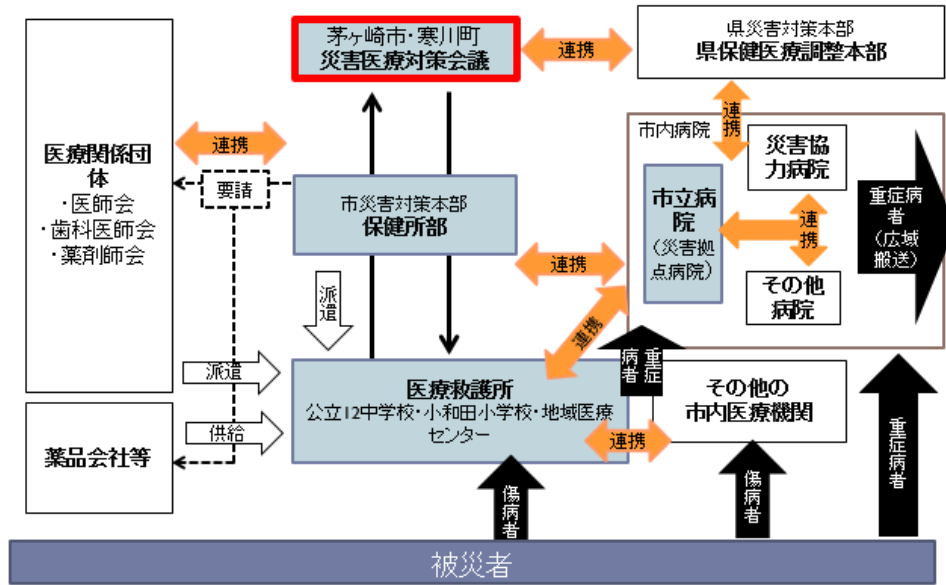 茅ヶ崎市・寒川町
災害医療対策会議
連携
県災害対策本部
県保健医療調整本部
医療関係団
体
・医師会
・歯科医師会
・薬剤師会
連携
要請
市災害対策本部
保健所部
連携
市内病院
連携
災害協
力病院
市立病
院
(災害拠
点病院)
連携
その他
病院
重症病
者
(広域
搬送)
派遣
派遣
連携
重症
病者
医療救護所
公立12中学校・小和田小学校・地域医療
センター
連携
その他の
市内医療機関
供給
薬品会社等
傷病者
傷病者
重症病者
被災者